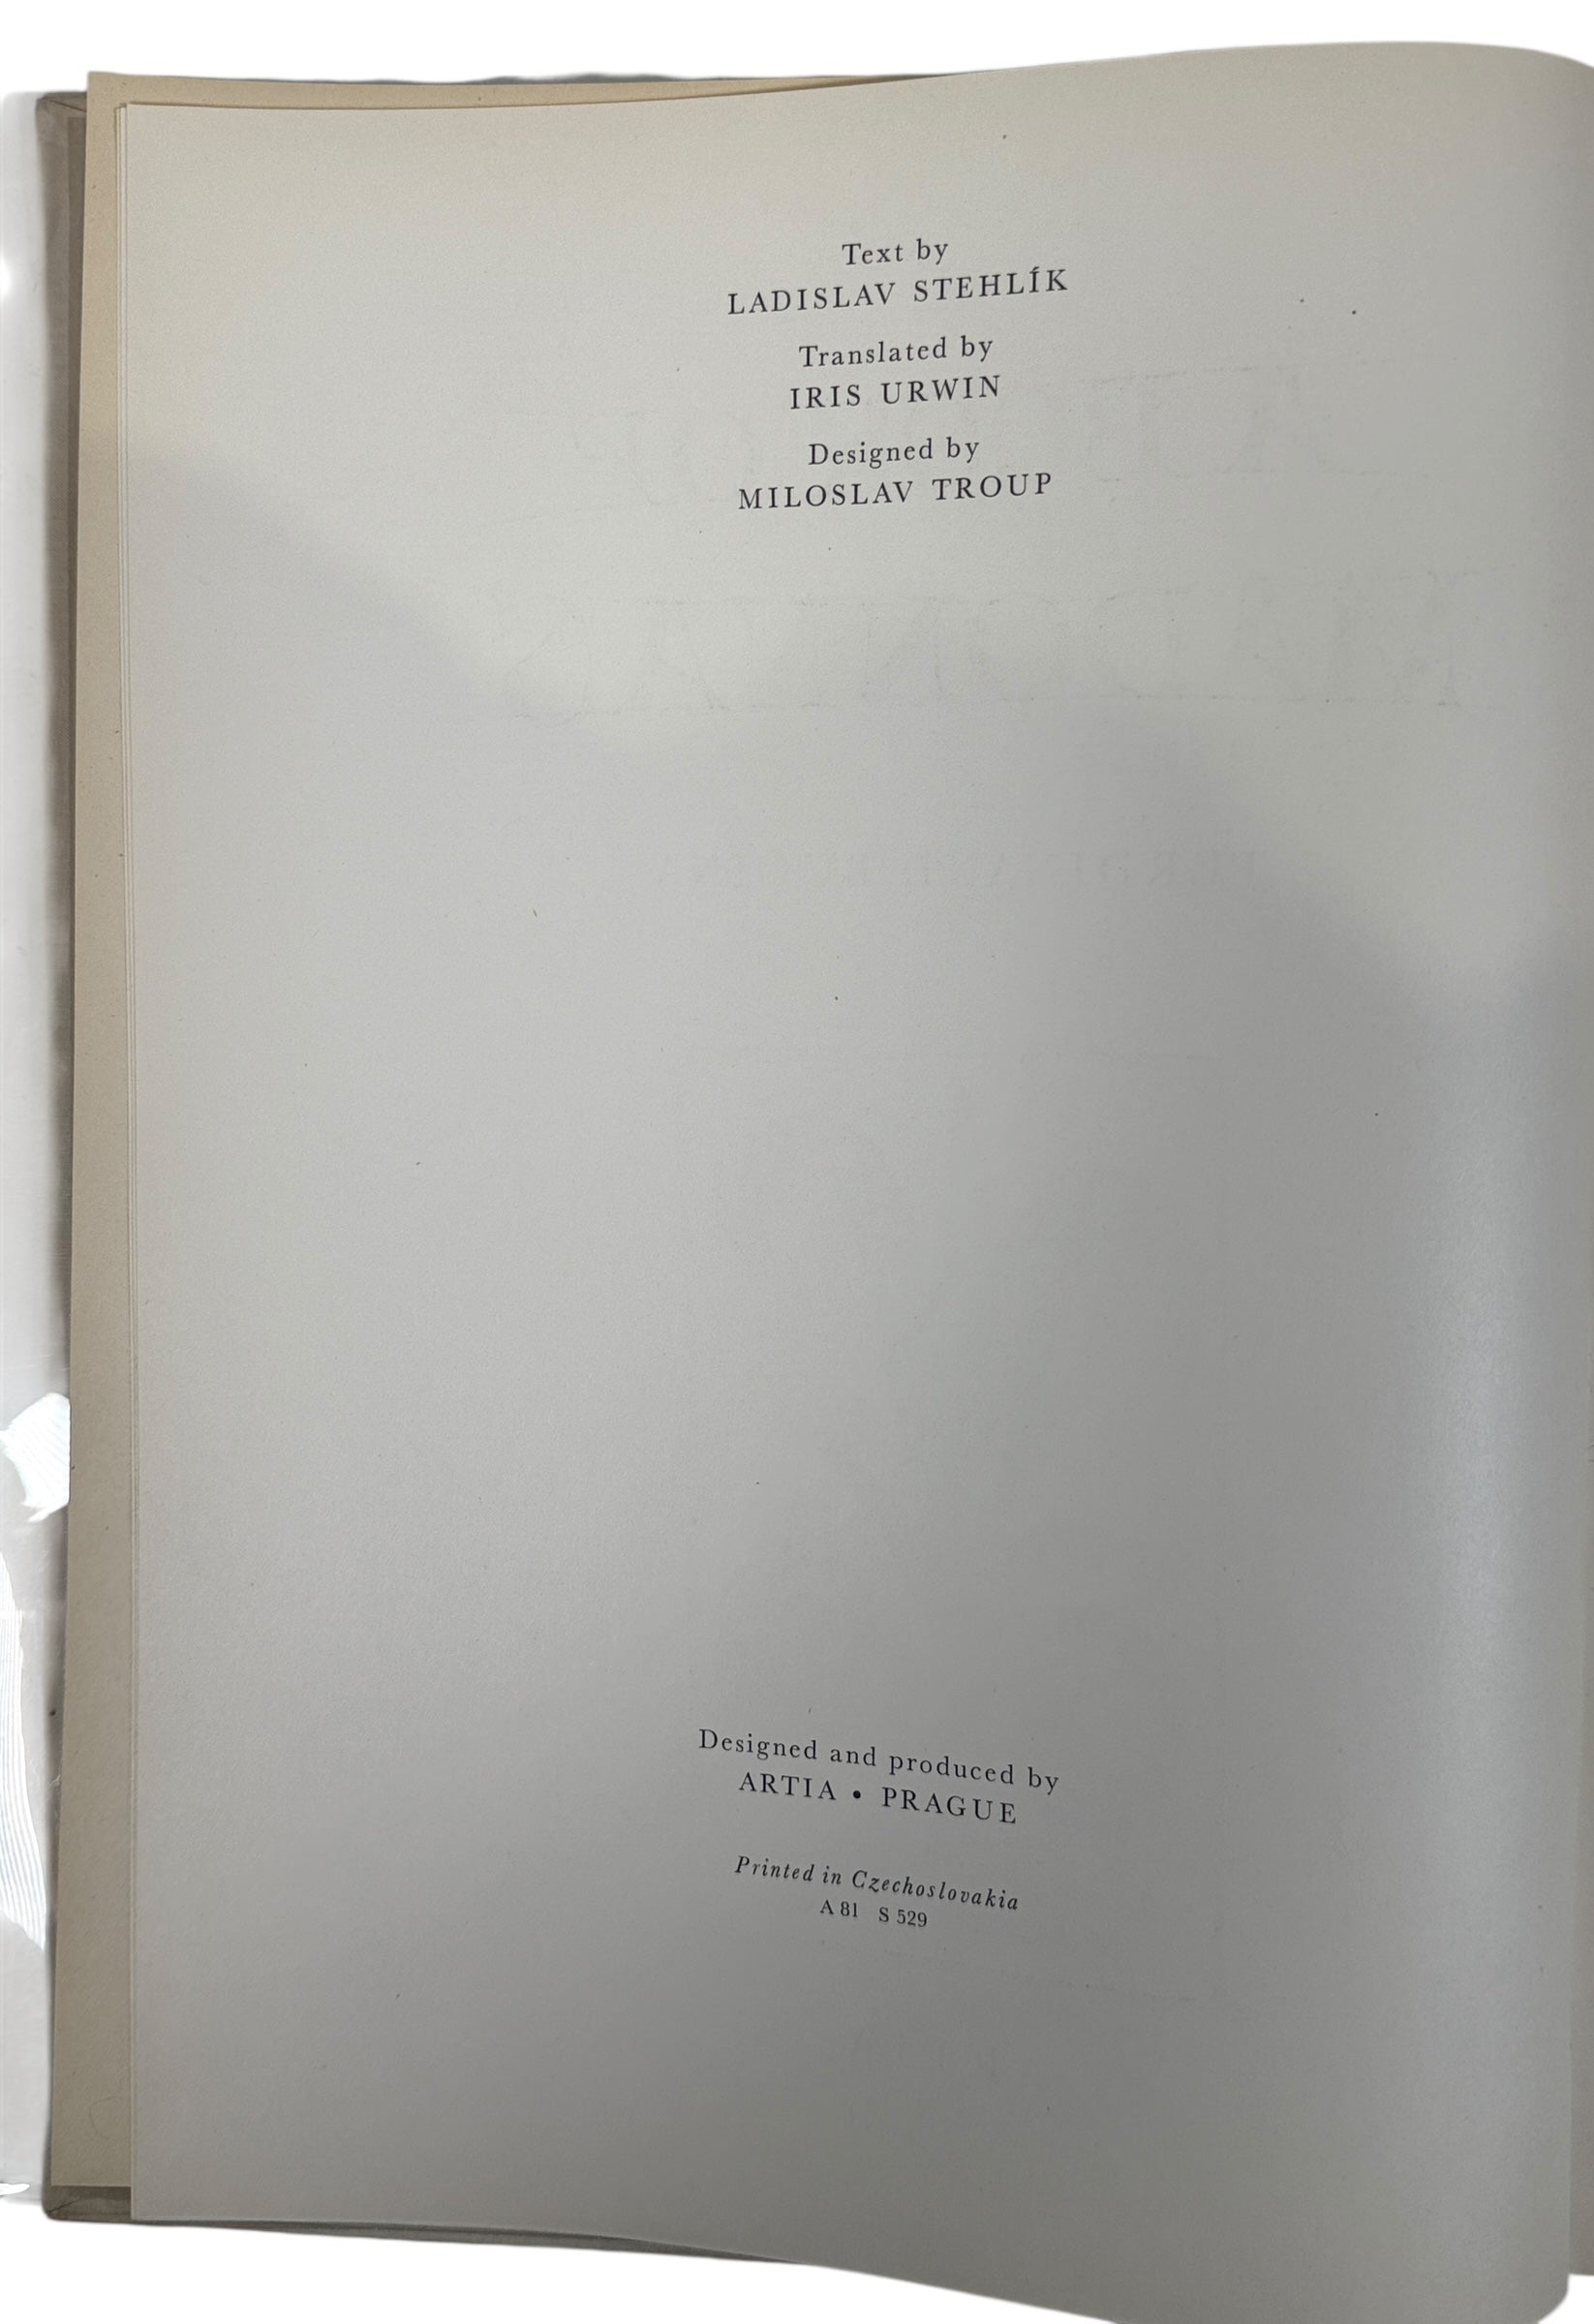 Text by
LADISLAV STEHLÍK
Translated by
IRIS URWIN
Designed by
MILOSLAV TROUP
Designed and produced by
ARTIA • PRAGUE
Printed in Czechoslovakia
A 81 S 529